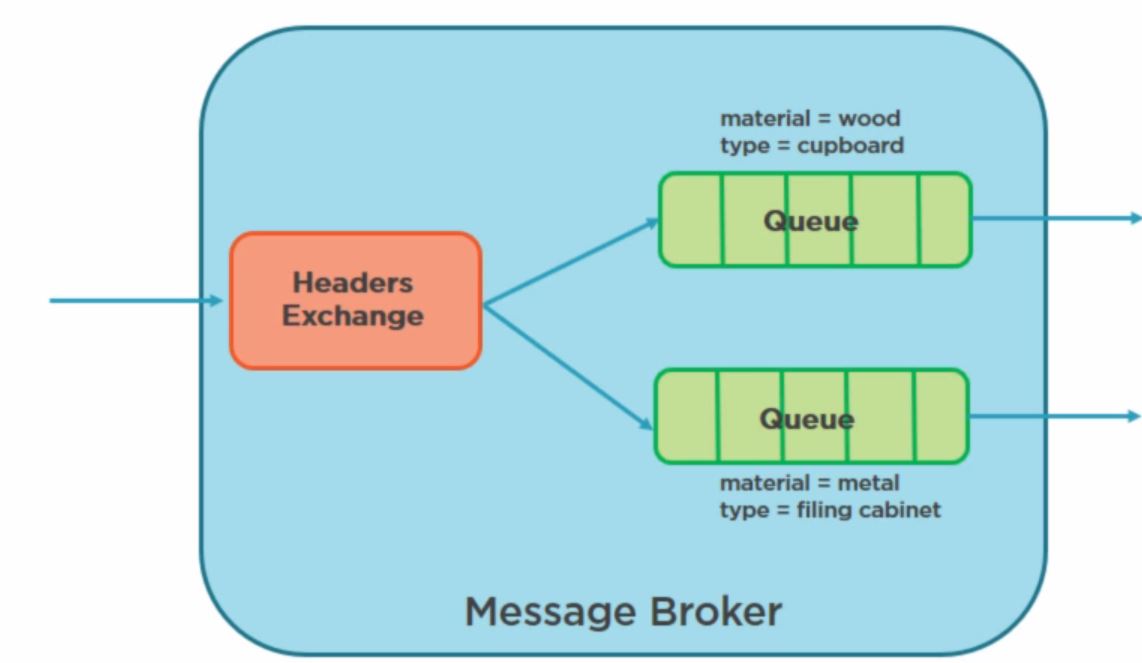 material = wood
type = cupboard
Queue
Headers
Exchange
Queue
material = metal
type = filing cabinet
Message Broker